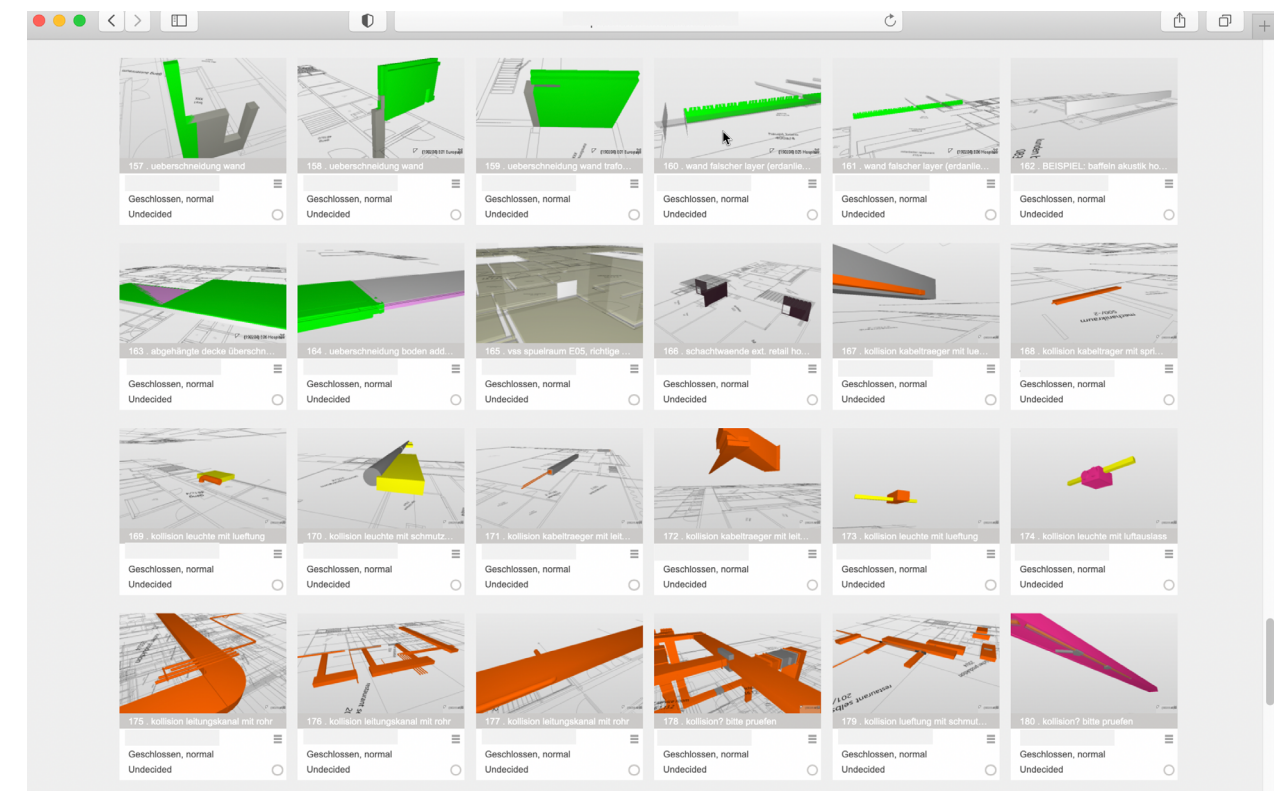 157 . ueberschneidung wand
158 . ueberschneidung wand
159 . ueberschneidung wand trafo...
160 . wand falscher layer (erdanlie...
161 . wand falscher layer (erdanlie...
162 . BEISPIEL: baffeln akustik ho...
Geschlossen, normal
Geschlossen, normal
Geschlossen, normal
Geschlossen, normal
Geschlossen, normal
Geschlossen, normal
Undecided
Undecided
Undecided
Undecided
Undecided
Undecided
163 . abgehängte decke überschn...
164 . ueberschneidung boden add...
165 . vss spuelraum E05, richtige ...
166 . schachtwaende ext. retail ho...
167 . kollision kabeltraeger mit lue...
168 . kollision kabeltrager mit spri...
Geschlossen, normal
Geschlossen, normal
Geschlossen, normal
Geschlossen, normal
Geschlossen, normal
Geschlossen, normal
Undecided
Undecided
Undecided
Undecided
Undecided
Undecided
169 . kollision leuchte mit lueftung
170 . kollision leuchte mit schmutz...
171 . kollision kabeltraeger mit leit...
172 . kollision kabeltraeger mit leit...
173 . kollision leuchte mit lueftung
174 . kollision leuchte mit luftauslass
Geschlossen, normal
Geschlossen, normal
Geschlossen, normal
Geschlossen, normal
Geschlossen, normal
Geschlossen, normal
Undecided
Undecided
Undecided
Undecided
Undecided
Undecided
restaurant se
restaurant selbs
175 . kollision leitungskanal mit rohr
176 . kollision leitungskanal mit rohr
177 . kollision leitungskanal mit rohr
178 . kollision? bitte pruefen
179 . kollision lueftung mit schmut...
180 . kollision? bitte pruefen
Geschlossen, normal
Geschlossen, normal
Geschlossen, normal
Geschlossen, normal
Geschlossen, normal
Geschlossen, normal
Undecided
Undecided
Undecided
Undecided
Undecided
Undecided